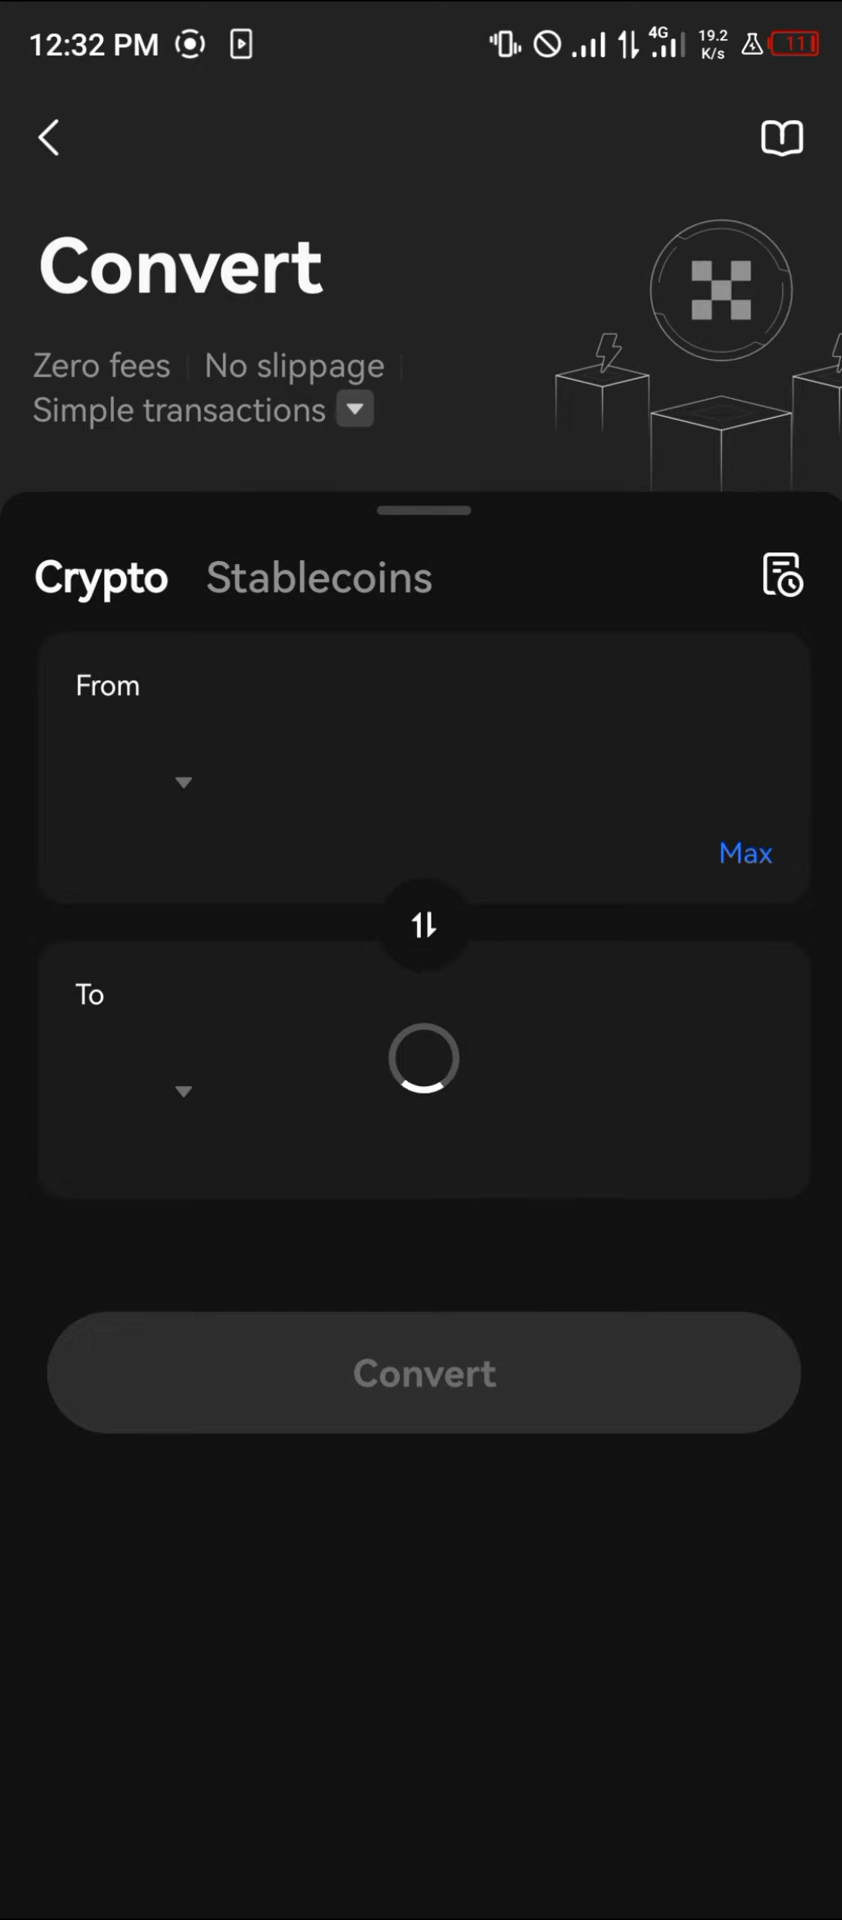 12:32 PM 4G 19.2 K/s 11
Convert
Zero fees No slippage
Simple transactions
Crypto Stablecoins
From
Max
To
Convert